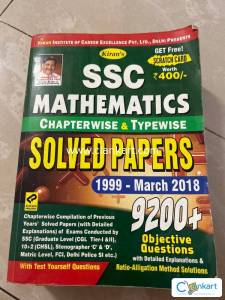 KIRAN INSTITUTE OF CAREER EXCELLENCE PVT. LTD., DELHI PRESENTS
Kiran's
GET Free!
SCRATCH CARD
Worth
₹400/-
SSC
MATHEMATICS
CHAPTERWISE & TYPEWISE
SOLVED PAPERS
1999 - March 2018
9200+
Chapterwise Compilation of Previous
Years' Solved Papers (with Detailed
Explanations) of Exams Conducted by
SSC (Graduate Level (CGL Tier-I & II),
10+2 (CHSL), Stenographer 'C' & 'D',
Matric Level, FCI, Delhi Police SI etc.)
With Test Yourself Questions
Objective
Questions
with Detailed Explanations &
Ratio-Alligation Method Solutions
Clankart